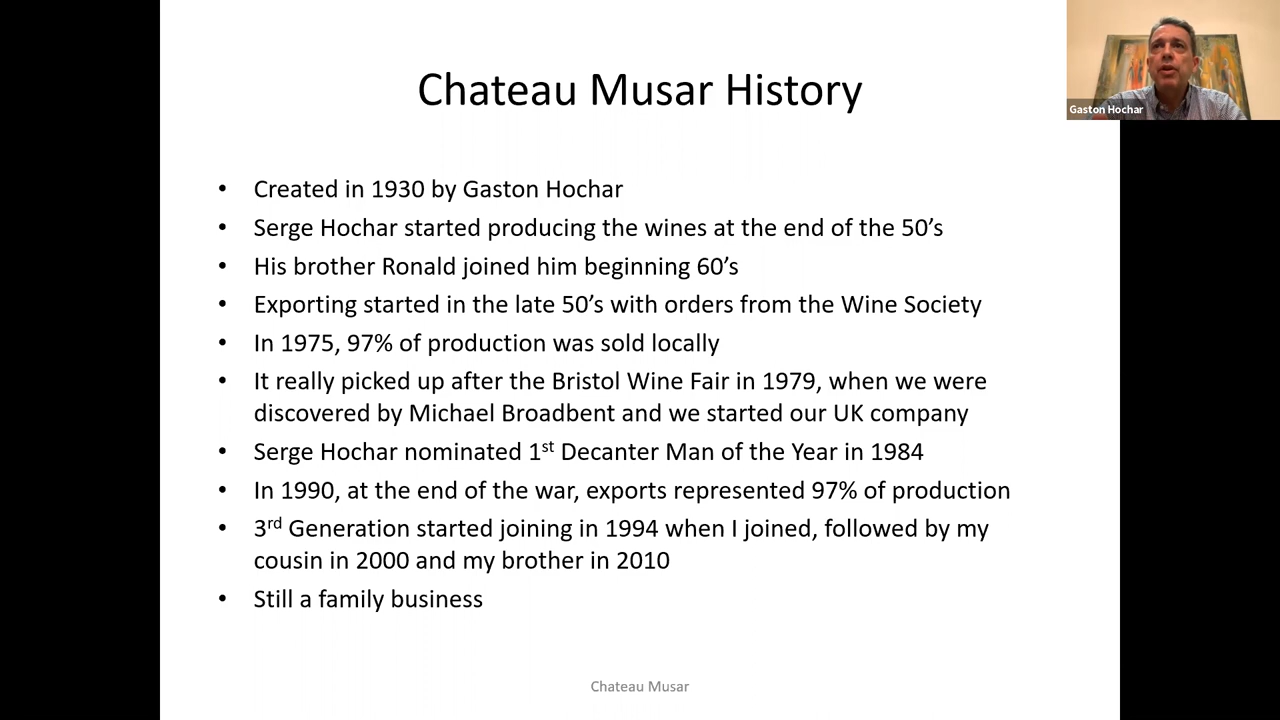 Chateau Musar History
Gaston Hochar
• Created in 1930 by Gaston Hochar
• Serge Hochar started producing the wines at the end of the 50’s
• His brother Ronald joined him beginning 60’s
• Exporting started in the late 50’s with orders from the Wine Society
• In 1975, 97% of production was sold locally
• It really picked up after the Bristol Wine Fair in 1979, when we were
discovered by Michael Broadbent and we started our UK company
• Serge Hochar nominated 1st Decanter Man of the Year in 1984
• In 1990, at the end of the war, exports represented 97% of production
• 3rd Generation started joining in 1994 when I joined, followed by my
cousin in 2000 and my brother in 2010
• Still a family business
Chateau Musar